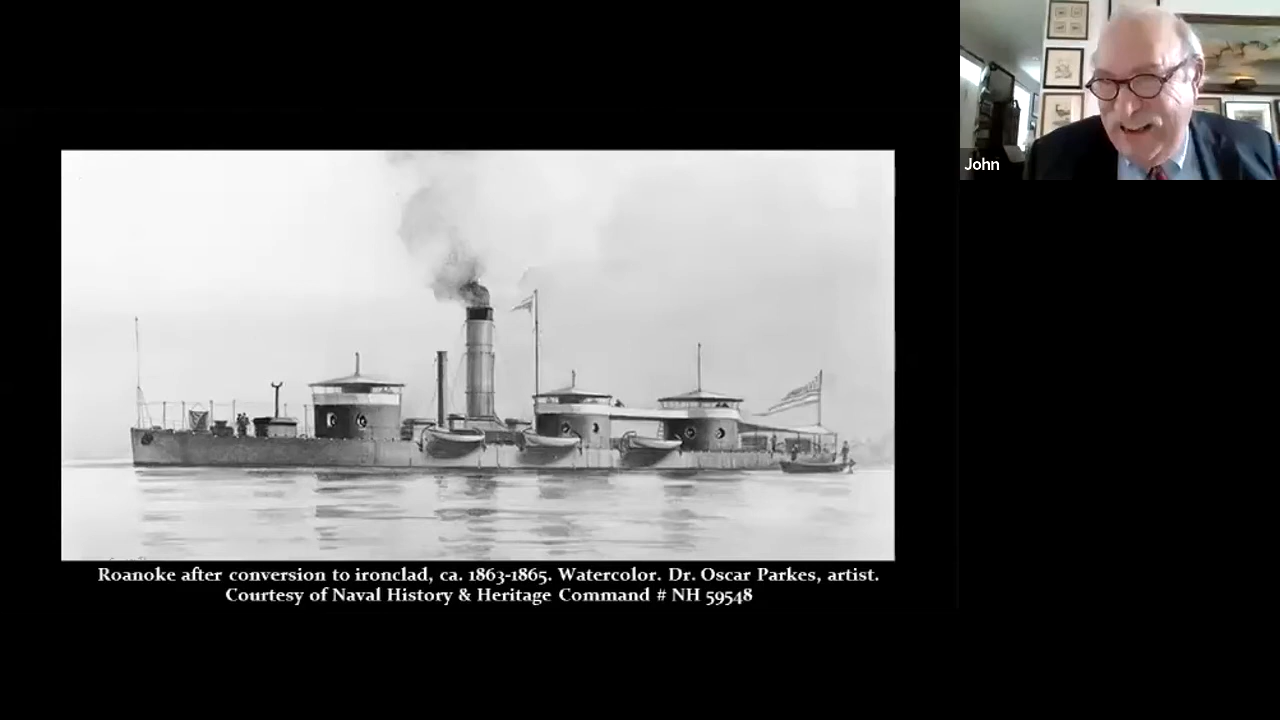 John
Roanoke after conversion to ironclad, ca. 1863-1865. Watercolor. Dr. Oscar Parkes, artist.
Courtesy of Naval History & Heritage Command # NH 59548